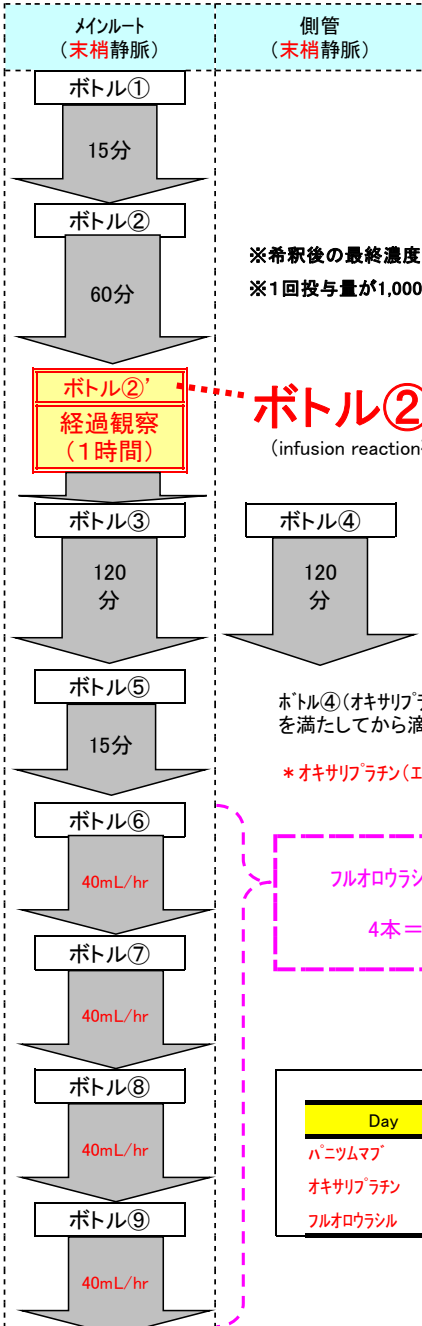 メインルート
（末梢静脈）
側管
（末梢静脈）
ボトル①
15分
ボトル②
60分
※希釈後の最終濃度
※1回投与量が1,000
ボトル②’
経過観察
（1時間）
ボトル②
（infusion reaction
ボトル③
ボトル④
120
分
120
分
ボトル⑤
15分
ﾎﾞﾄﾙ④（オキサリプラ
を満たしてから滴
＊オキサリプラチン（エ
ボトル⑥
40mL/hr
フルオロウラシ
4本＝
ボトル⑦
40mL/hr
ボトル⑧
40mL/hr
Day
パニツムマブ
オキサリプラチン
フルオロウラシル
ボトル⑨
40mL/hr